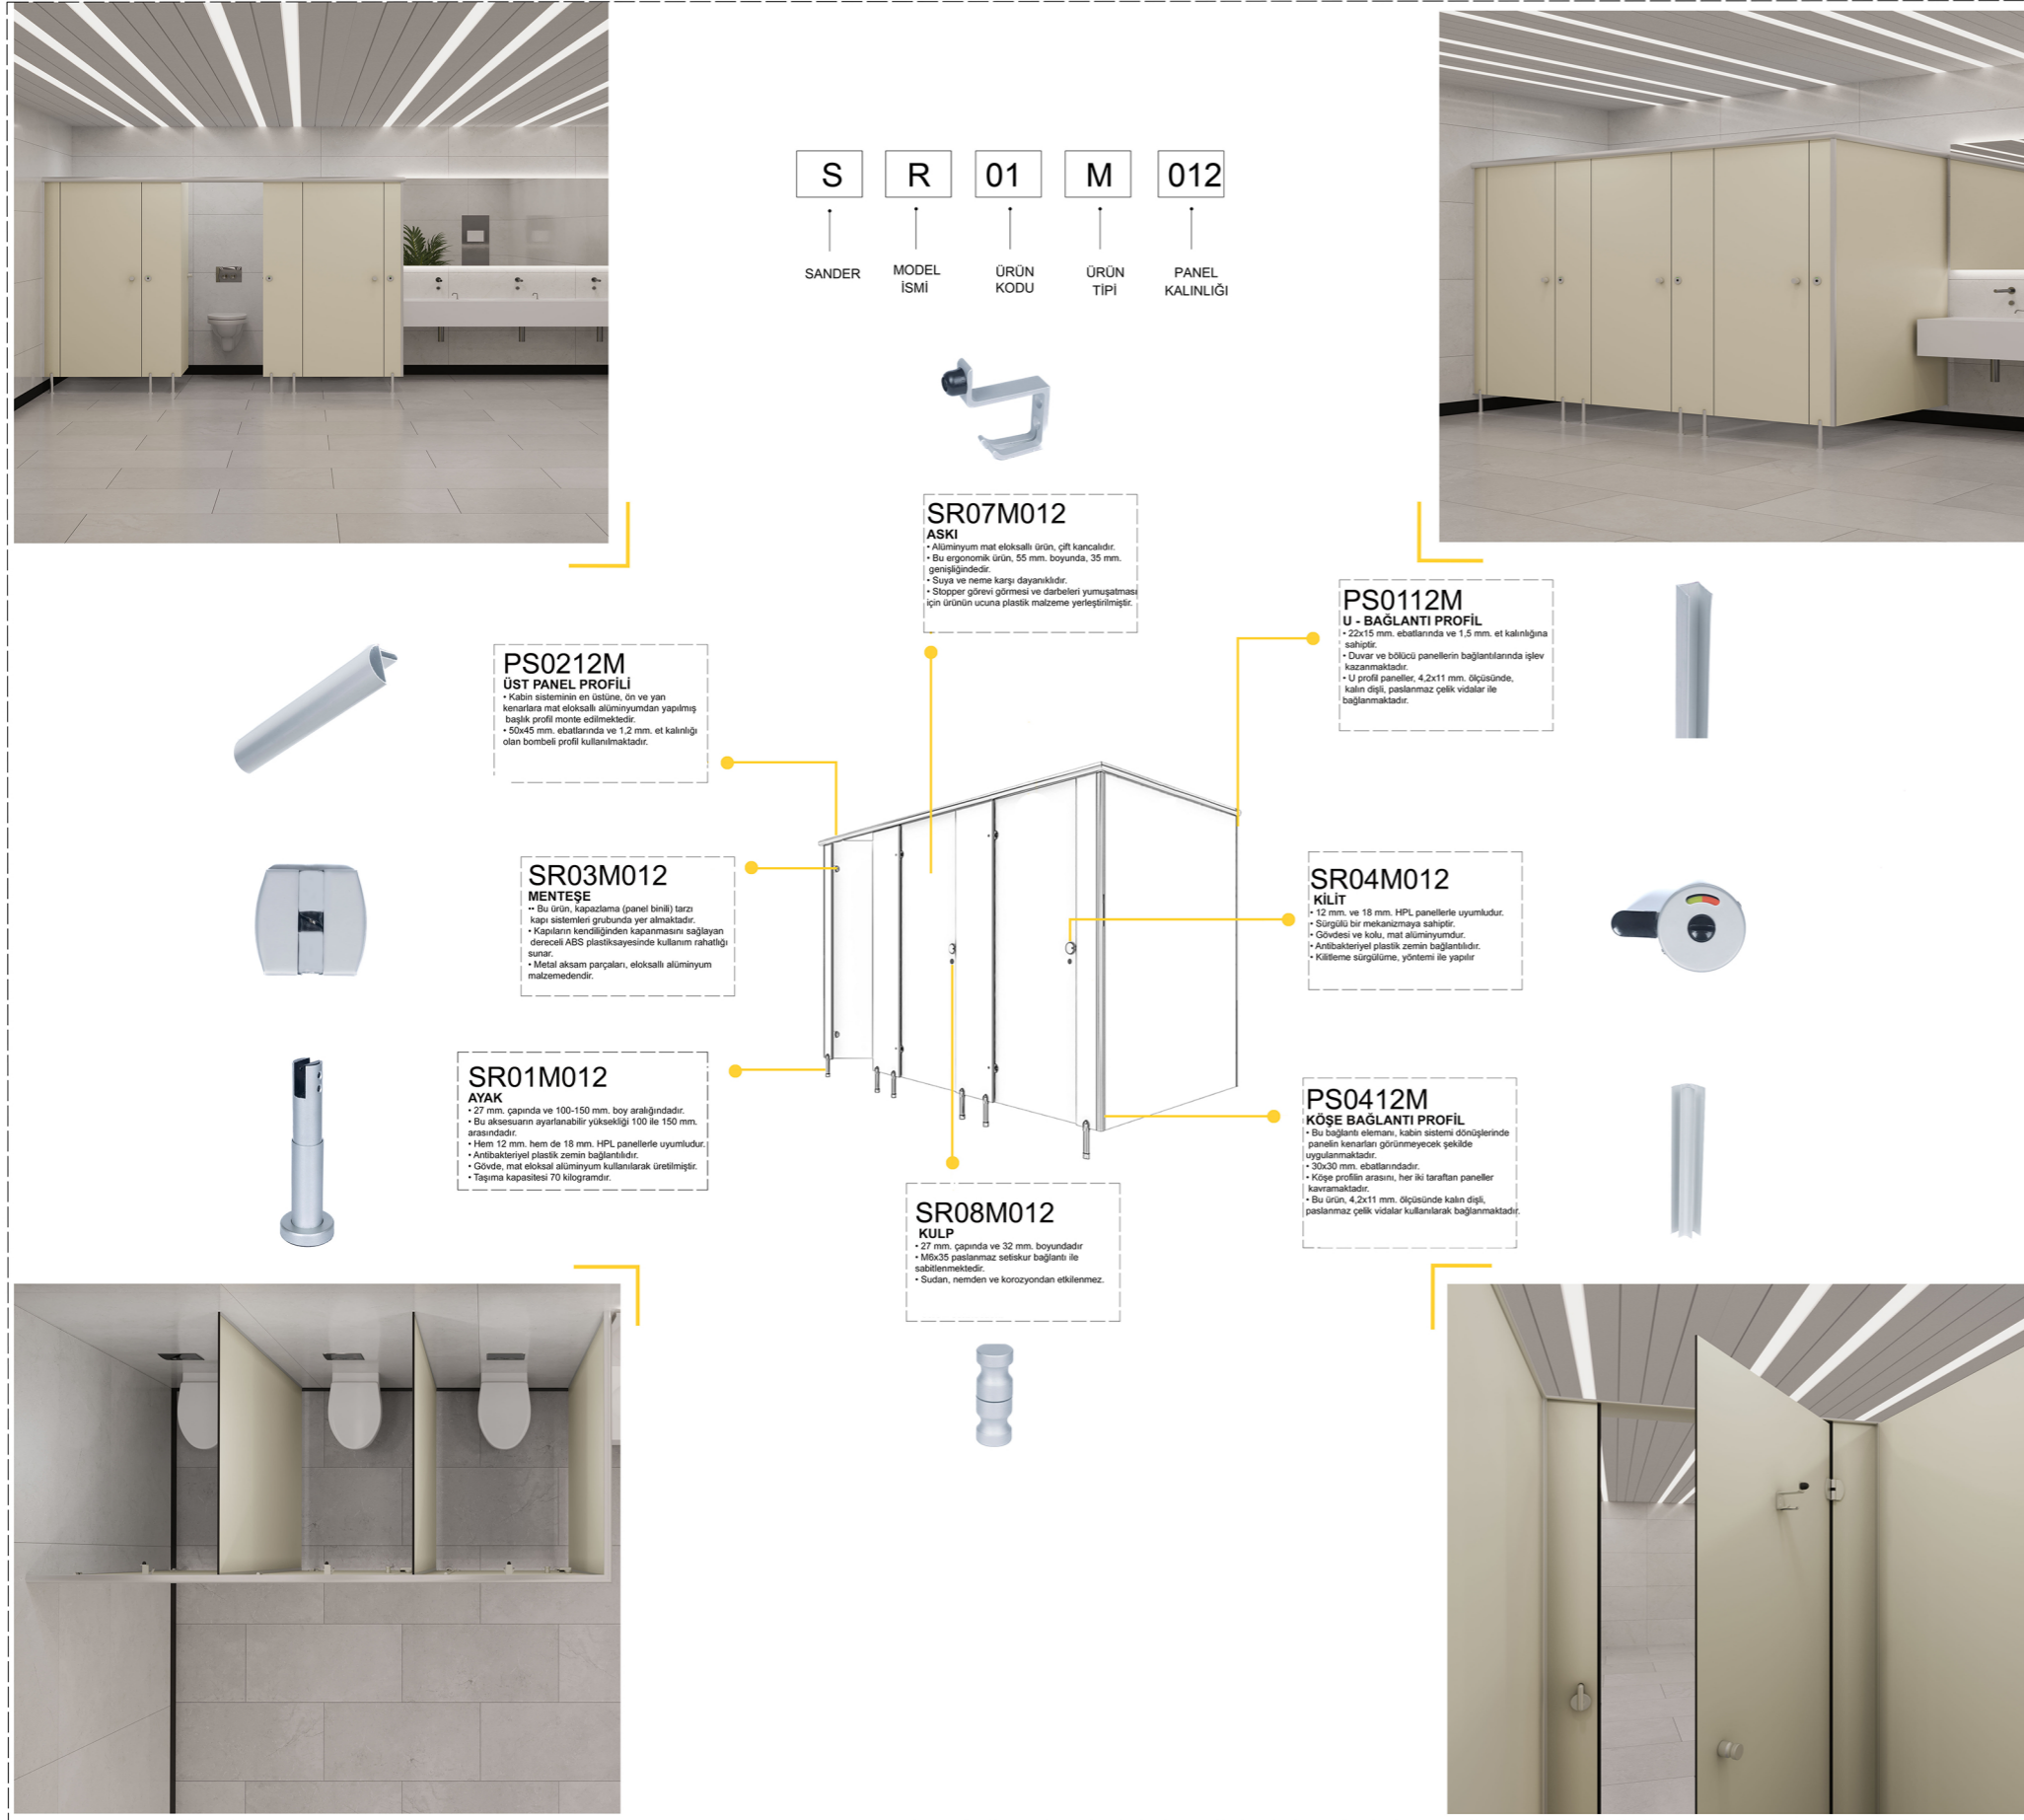 S R 01 M 012
SANDER
MODEL
İSMİ
ÜRÜN
KODU
ÜRÜN
TİPİ
PANEL
KALINLIĞI
SR07M012
ASKI
• Alüminyum mat eloksallı ürün, çift kancalıdır.
• Bu ergonomik ürün, 55 mm. boyunda, 35 mm.
genişliğindedir.
• Suya ve neme karşı dayanıklıdır.
• Stopper görevi görmesi ve darbeleri yumuşatması
için ürünün ucuna plastik malzeme yerleştirilmiştir.
PS0212M
ÜST PANEL PROFİLİ
• Kabin sisteminin en üstüne, ön ve yan
kenarlara mat eloksallı alüminyumdan yapılmış
başlık profil monte edilmektedir.
• 50x45 mm. ebatlarında ve 1,2 mm. et kalınlığı
olan bombeli profil kullanılmaktadır.
PS0112M
U - BAĞLANTI PROFİL
• 22x15 mm. ebatlarında ve 1,5 mm. et kalınlığına
sahiptir.
• Duvar ve bölücü panellerin bağlantılarında işlev
kazanmaktadır.
• U profil paneller, 4,2x11 mm. ölçüsünde,
kalın dişli, paslanmaz çelik vidalar ile
bağlanmaktadır.
SR03M012
MENTEŞE
•• Bu ürün, kapazlama (panel binili) tarzı
kapı sistemleri grubunda yer almaktadır.
• Kapıların kendiliğinden kapanmasını sağlayan
dereceli ABS plastiksayesinde kullanım rahatlığı
sunar.
• Metal aksam parçaları, eloksallı alüminyum
malzemedendir.
SR04M012
KİLİT
• 12 mm. ve 18 mm. HPL panellerle uyumludur.
• Sürgülü bir mekanizmaya sahiptir.
• Gövdesi ve kolu, mat alüminyumdur.
• Antibakteriyel plastik zemin bağlantılıdır.
• Kilitleme sürgülüme, yöntemi ile yapılır
SR01M012
AYAK
• 27 mm. çapında ve 100-150 mm. boy aralığındadır.
• Bu aksesuarın ayarlanabilir yüksekliği 100 ile 150 mm.
arasındadır.
• Hem 12 mm. hem de 18 mm. HPL panellerle uyumludur.
• Antibakteriyel plastik zemin bağlantılıdır.
• Gövde, mat eloksal alüminyum kullanılarak üretilmiştir.
• Taşıma kapasitesi 70 kilogramdır.
PS0412M
KÖŞE BAĞLANTI PROFİL
• Bu bağlantı elemanı, kabin sistemi dönüşlerinde
panelin kenarları görünmeyecek şekilde
uygulanmaktadır.
• 30x30 mm. ebatlarındadır.
• Köşe profilin arasını, her iki taraftan paneller
kavramaktadır.
• Bu ürün, 4,2x11 mm. ölçüsünde kalın dişli,
paslanmaz çelik vidalar kullanılarak bağlanmaktadır.
SR08M012
KULP
• 27 mm. çapında ve 32 mm. boyundadır
• M6x35 paslanmaz setiskur bağlantı ile
sabitlenmektedir.
• Sudan, nemden ve korozyondan etkilenmez.